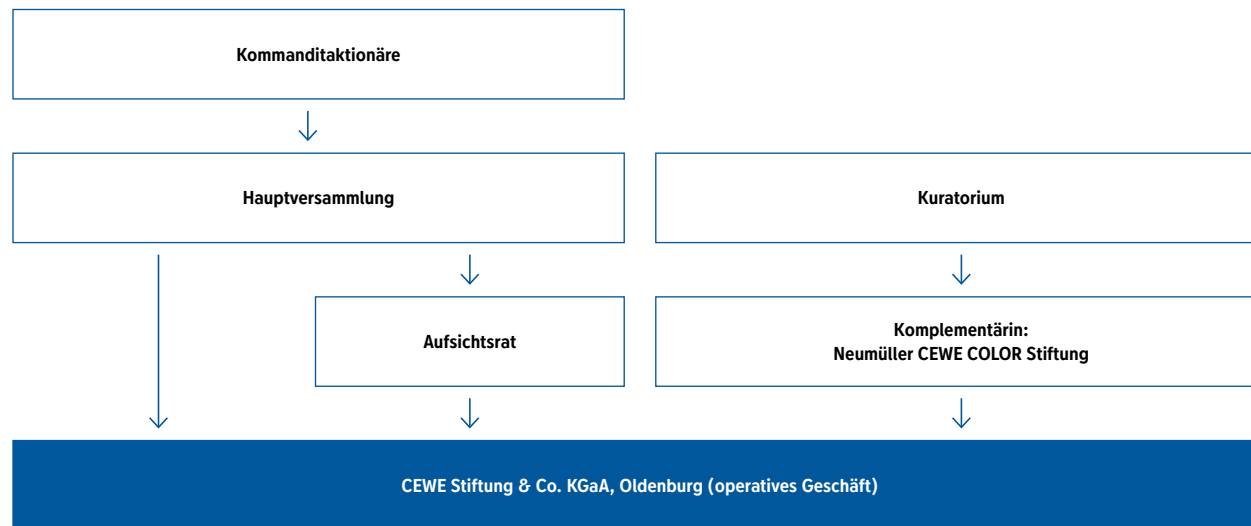 Kommanditaktionäre
Hauptversammlung
Kuratorium
Aufsichtsrat
Komplementärin:
Neumüller CEWE COLOR Stiftung
CEWE Stiftung & Co. KGaA, Oldenburg (operatives Geschäft)